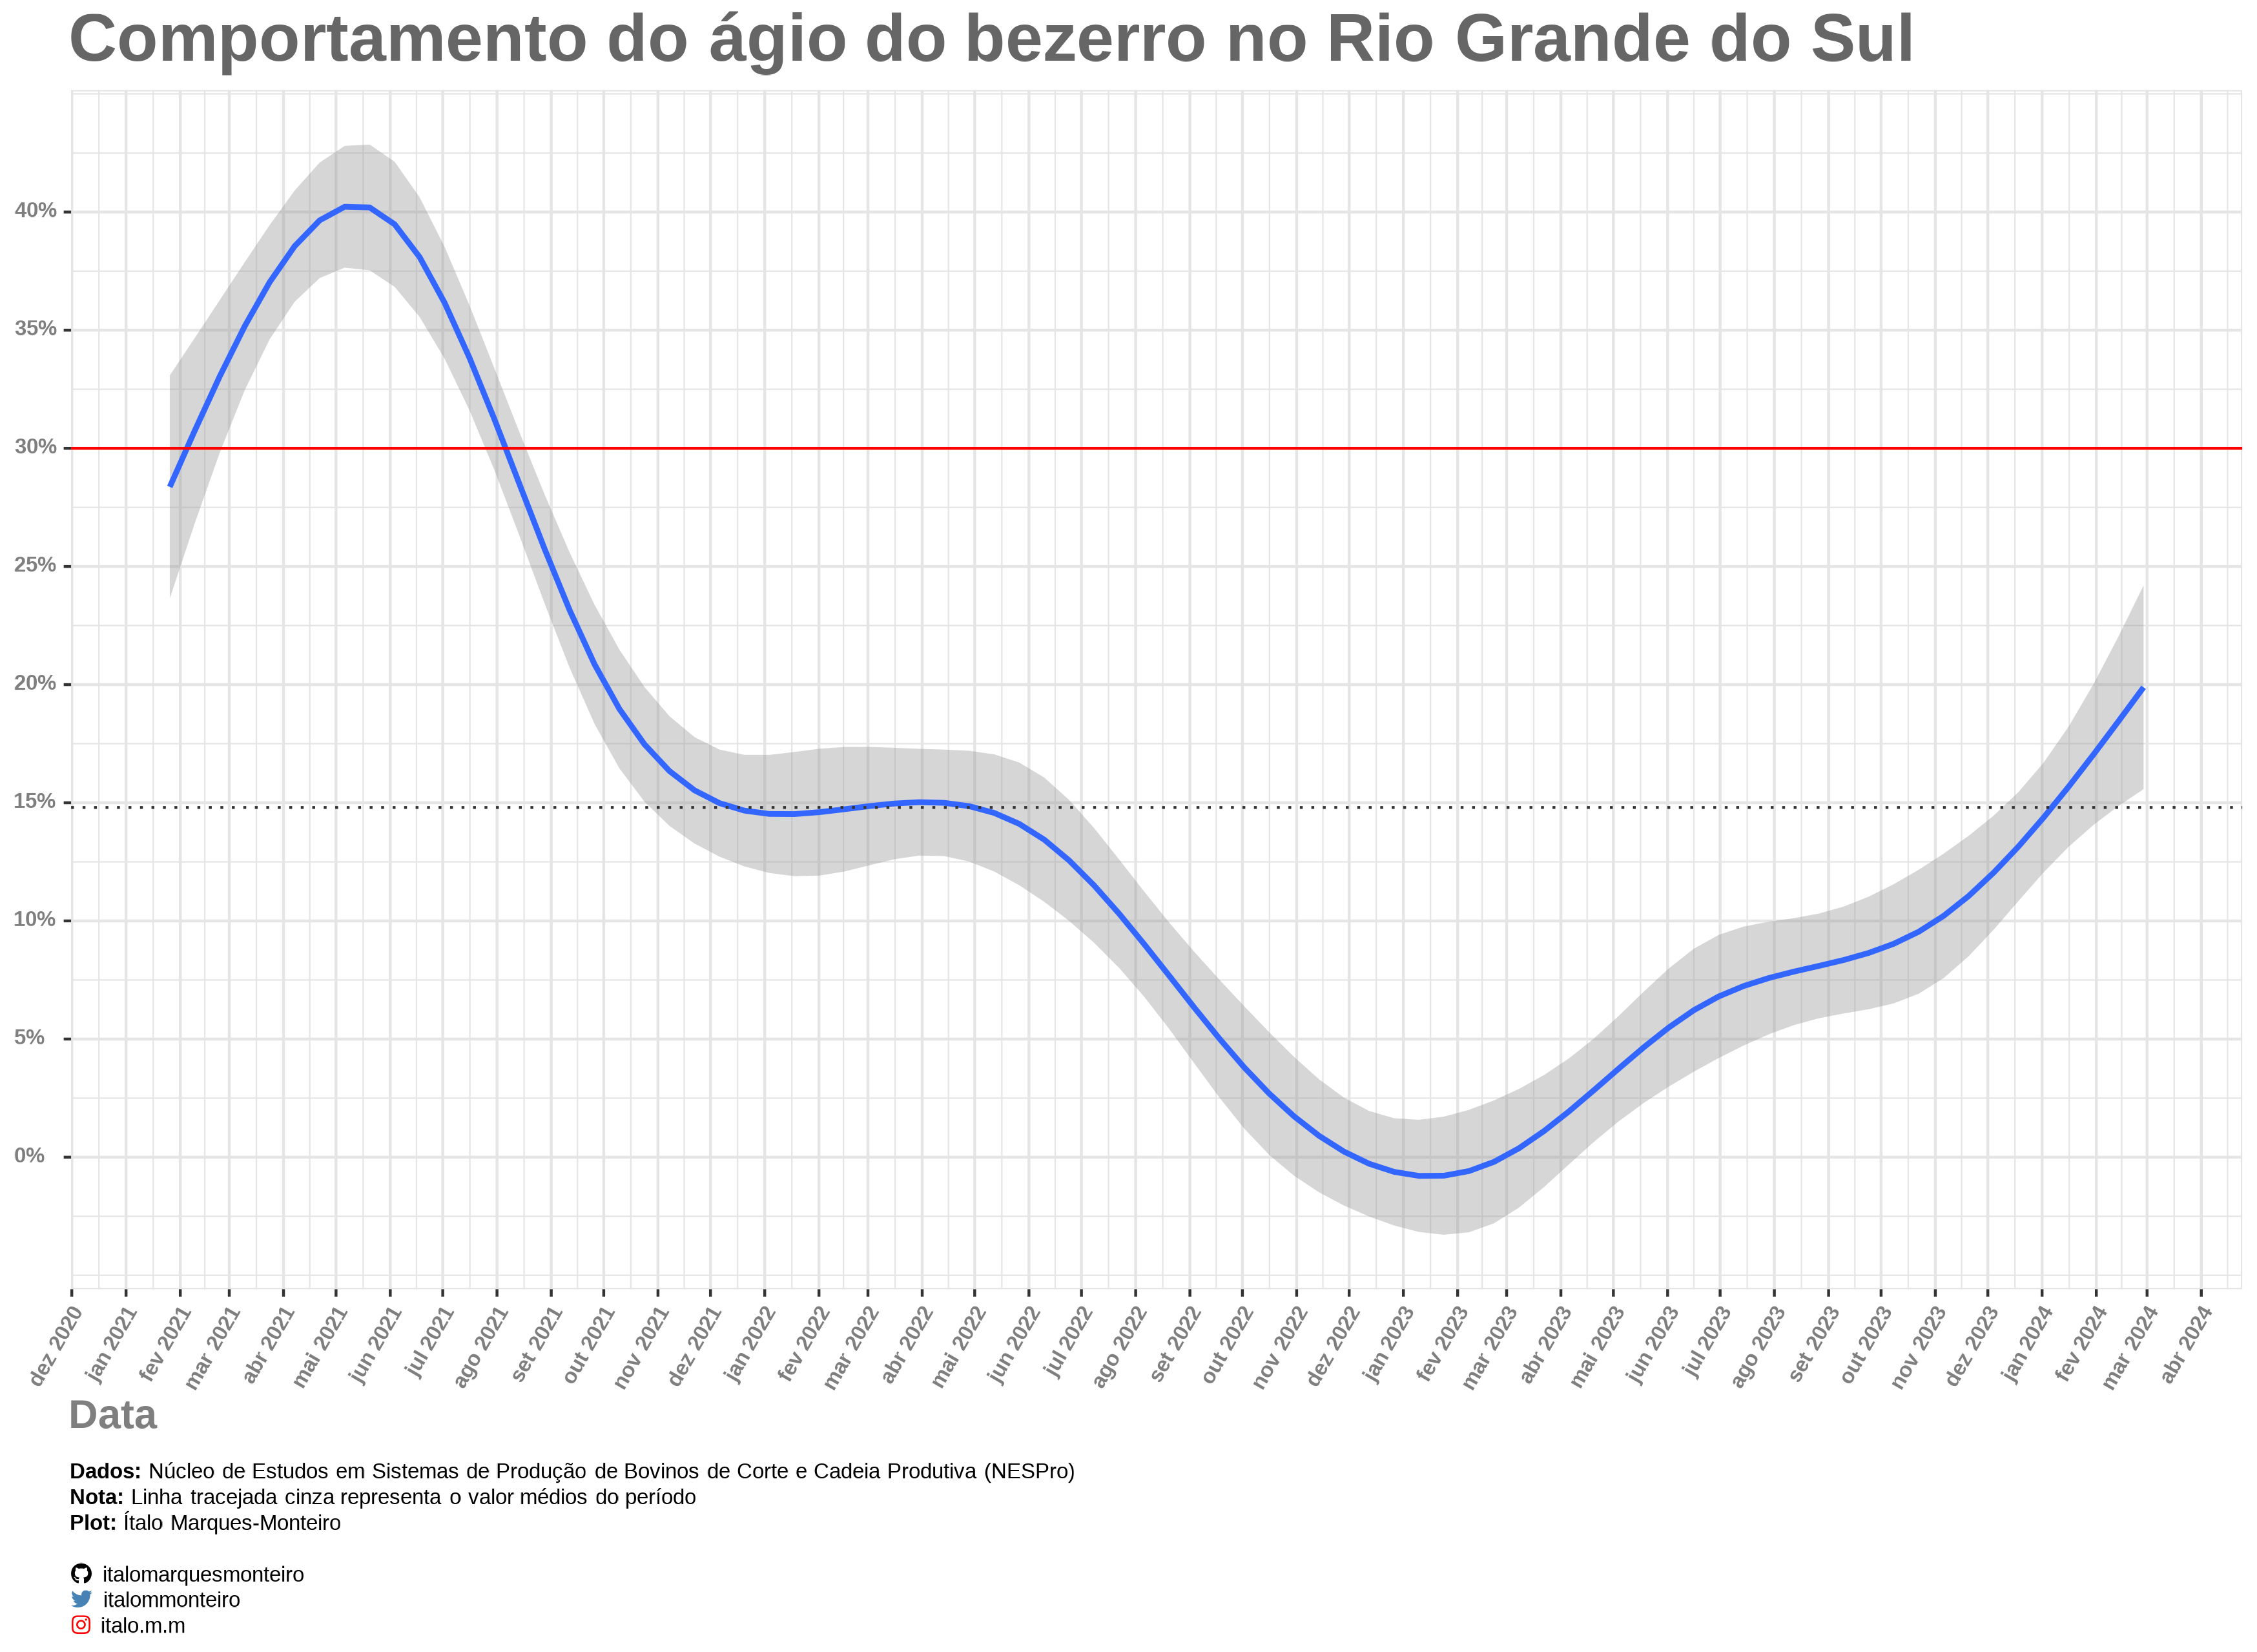 Comportamento do ágio do bezerro no Rio Grande do Sul
40%
35%
30%
25%
20%
15%
10%
5%
0%
dez 2020
jan 2021
fev 2021
mar 2021
abr 2021
mai 2021
jun 2021
jul 2021
ago 2021
set 2021
out 2021
nov 2021
dez 2021
jan 2022
fev 2022
mar 2022
abr 2022
mai 2022
jun 2022
jul 2022
ago 2022
set 2022
out 2022
nov 2022
dez 2022
jan 2023
fev 2023
mar 2023
abr 2023
mai 2023
jun 2023
jul 2023
ago 2023
set 2023
out 2023
nov 2023
dez 2023
jan 2024
fev 2024
mar 2024
abr 2024
Data
Dados: Núcleo de Estudos em Sistemas de Produção de Bovinos de Corte e Cadeia Produtiva (NESPro)
Nota: Linha tracejada cinza representa o valor médios do período
Plot: Ítalo Marques-Monteiro
italomarquesmonteiro
italommonteiro
italo.m.m